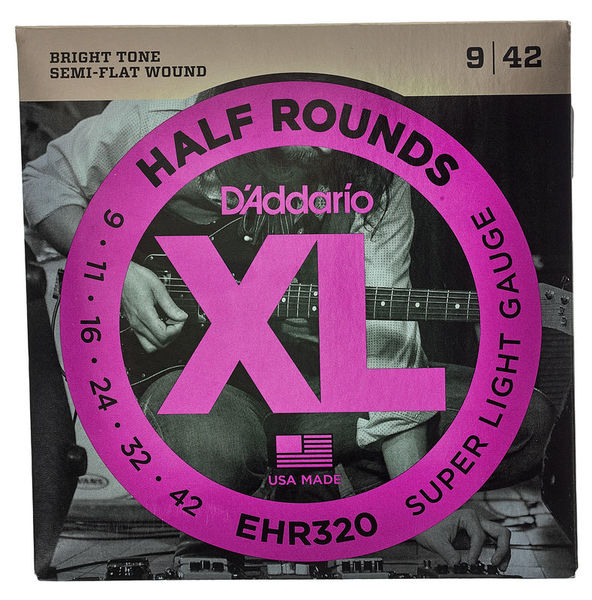 BRIGHT TONE
SEMI-FLAT WOUND
9|42
HALF ROUNDS
D'Addario
XL
9 • 11 • 16 • 24 • 32 • 42
SUPER LIGHT GAUGE
USA MADE
EHR320
VANS